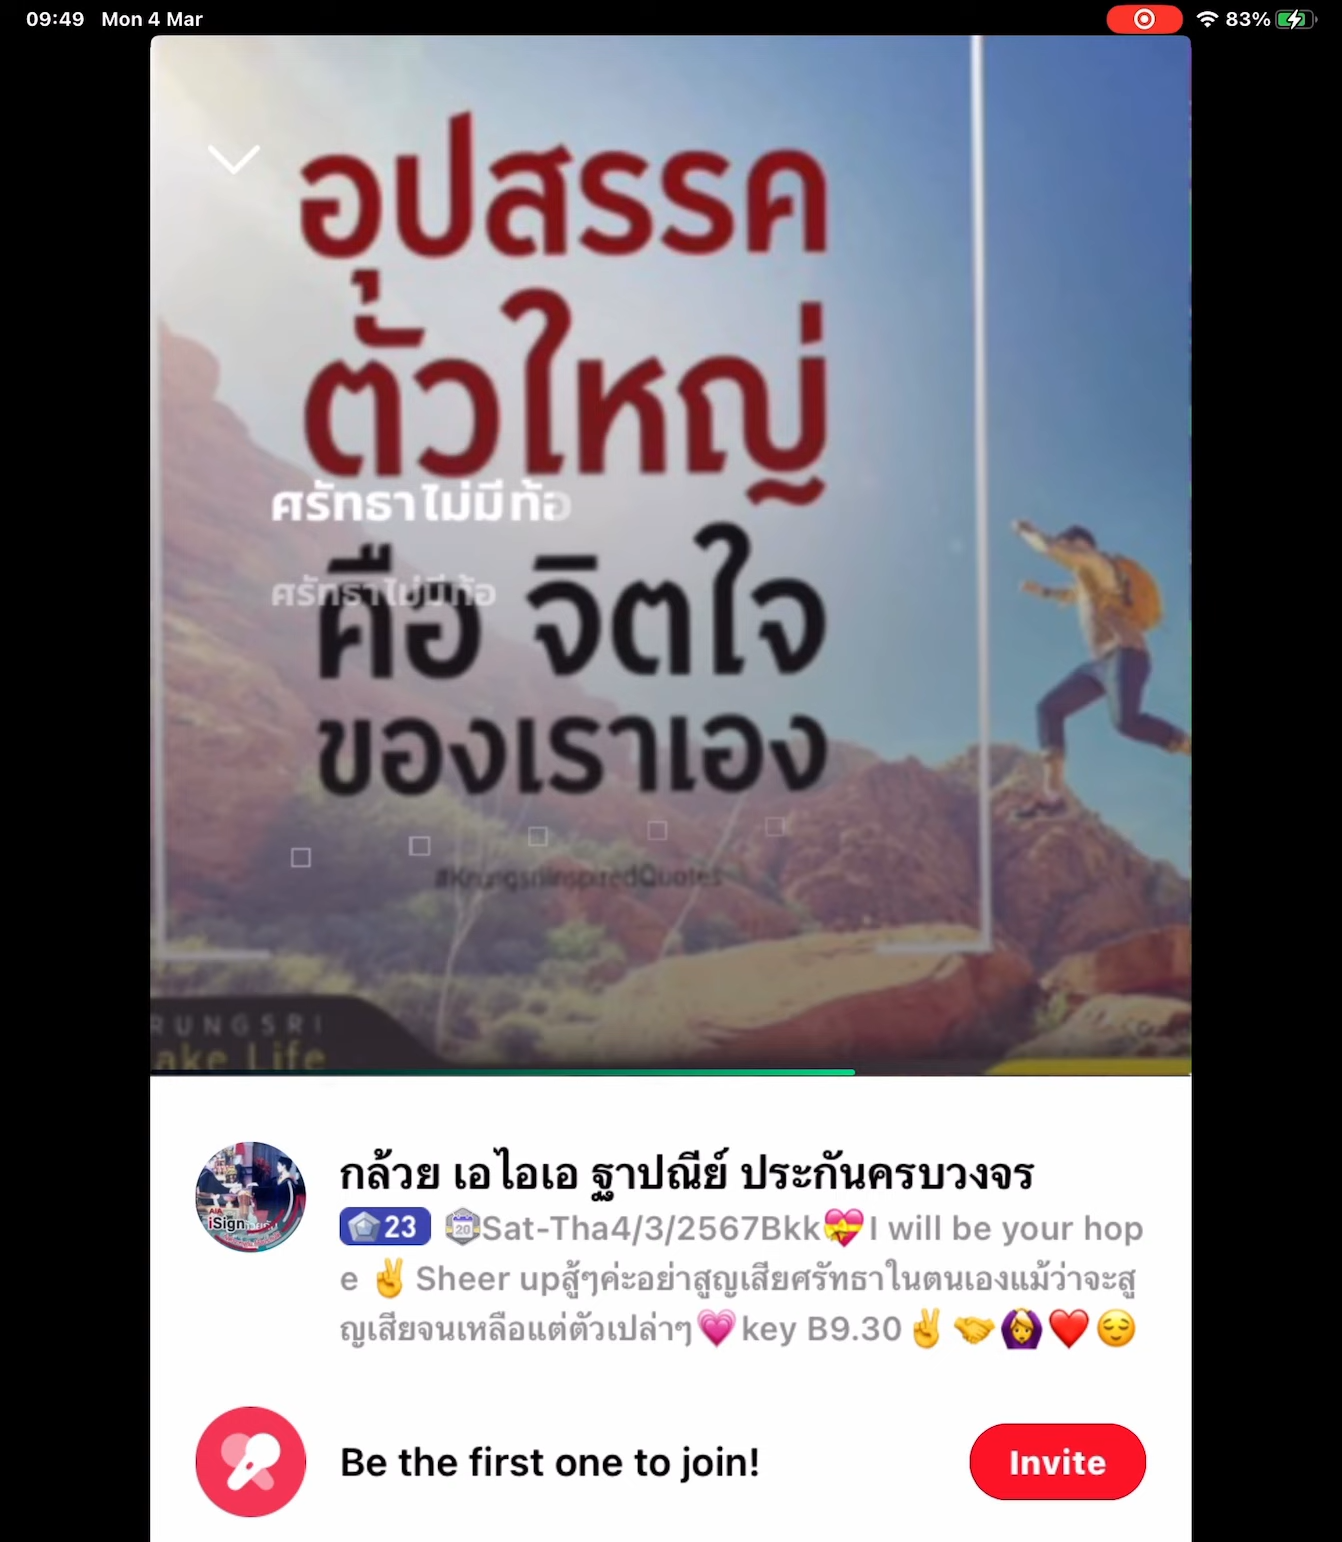 09:49 Mon 4 Mar
83%
อุปสรรค
ตัวใหญ่
ศรัทธาไม่มีท้อ
ศรัทธาไม่มีท้อ
คือ จิตใจ
ของเราเอง
#KrungsriInspiredQuotes
RUNGSRI
ake Life
กล้วย เอไอเอ ฐาปณีย์ ประกันครบวงจร
AIA
iSign
23 20 Sat-Tha4/3/2567Bkk💝I will be your hop
e ✌️ Sheer upสู้ๆค่ะอย่าสูญเสียศรัทธาในตนเองแม้ว่าจะสู
ญเสียจนเหลือแต่ตัวเปล่าๆ💗key B9.30✌️🤝🙆‍♀️❤️😌
Be the first one to join!
Invite